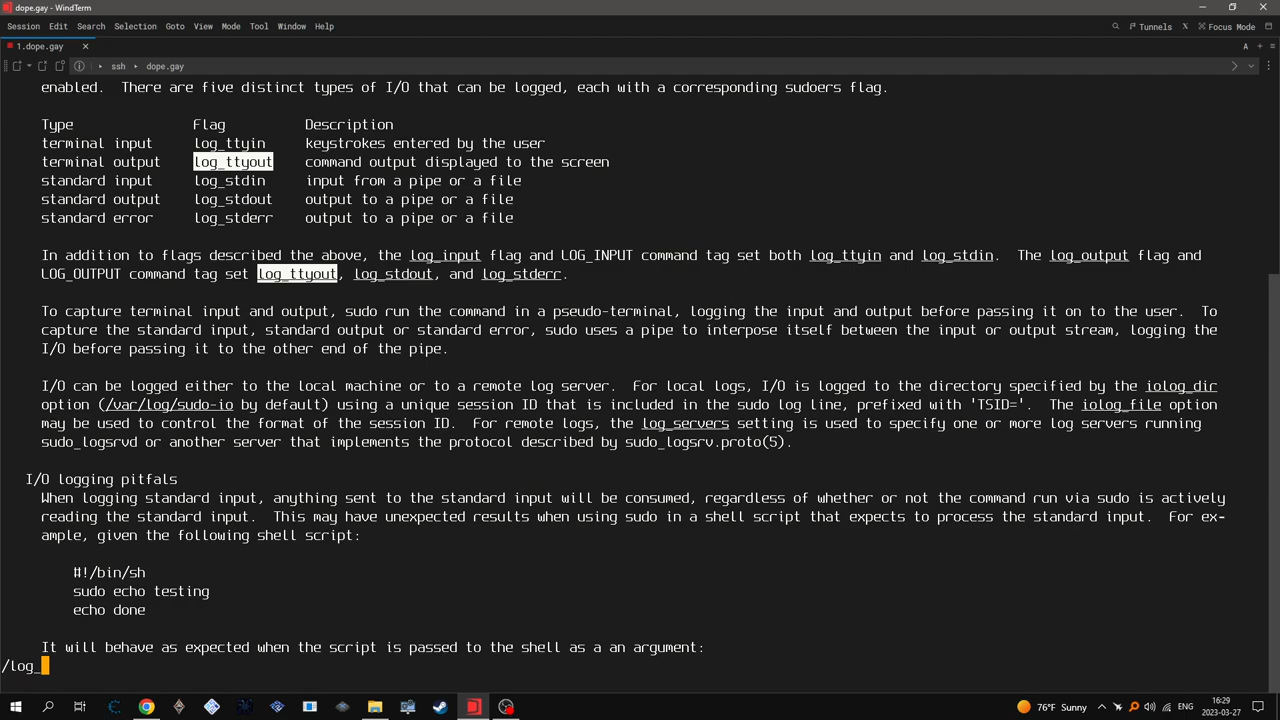 dope.gay - WindTerm
Session Edit Search Selection Goto View Mode Tool Window Help
Tunnels X Focus Mode
1.dope.gay
A
ssh dope.gay
enabled. There are five distinct types of I/O that can be logged, each with a corresponding sudoers flag.
Type Flag Description
terminal input log_ttyin keystrokes entered by the user
terminal output log_ttyout command output displayed to the screen
standard input log_stdin input from a pipe or a file
standard output log_stdout output to a pipe or a file
standard error log_stderr output to a pipe or a file
In addition to flags described the above, the log_input flag and LOG_INPUT command tag set both log_ttyin and log_stdin. The log_output flag and
LOG_OUTPUT command tag set log_ttyout, log_stdout, and log_stderr.
To capture terminal input and output, sudo run the command in a pseudo-terminal, logging the input and output before passing it on to the user. To
capture the standard input, standard output or standard error, sudo uses a pipe to interpose itself between the input or output stream, logging the
I/O before passing it to the other end of the pipe.
I/O can be logged either to the local machine or to a remote log server. For local logs, I/O is logged to the directory specified by the iolog_dir
option (/var/log/sudo-io by default) using a unique session ID that is included in the sudo log line, prefixed with 'TSID='. The iolog_file option
may be used to control the format of the session ID. For remote logs, the log_servers setting is used to specify one or more log servers running
sudo_logsrvd or another server that implements the protocol described by sudo_logsrv.proto(5).
I/O logging pitfals
When logging standard input, anything sent to the standard input will be consumed, regardless of whether or not the command run via sudo is actively
reading the standard input. This may have unexpected results when using sudo in a shell script that expects to process the standard input. For ex-
ample, given the following shell script:
#!/bin/sh
sudo echo testing
echo done
It will behave as expected when the script is passed to the shell as a an argument:
/log_
76°F Sunny
ENG
16:29
2023-03-27